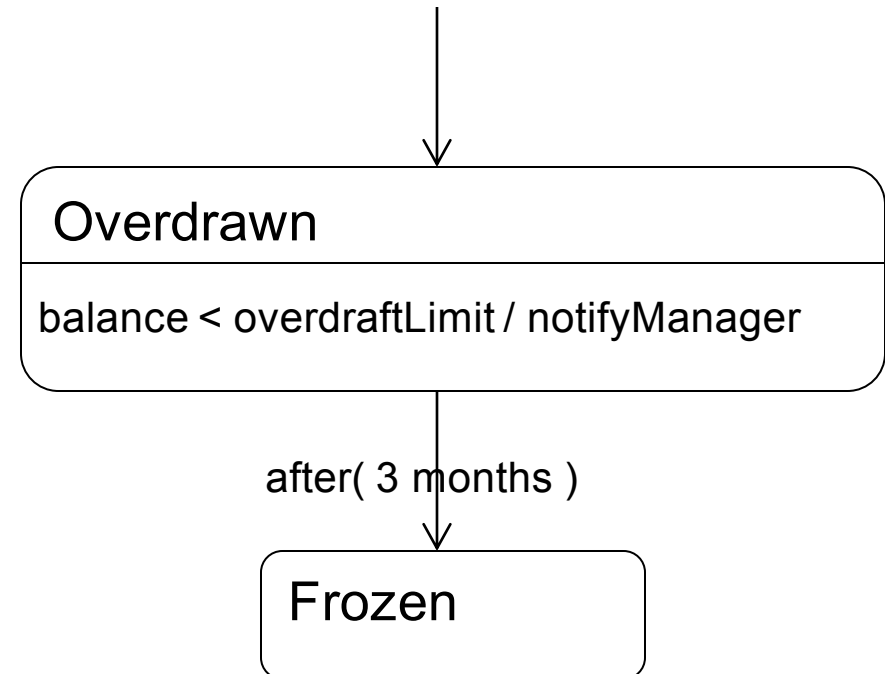 Overdrawn
balance < overdraftLimit / notifyManager
after( 3 months )
Frozen